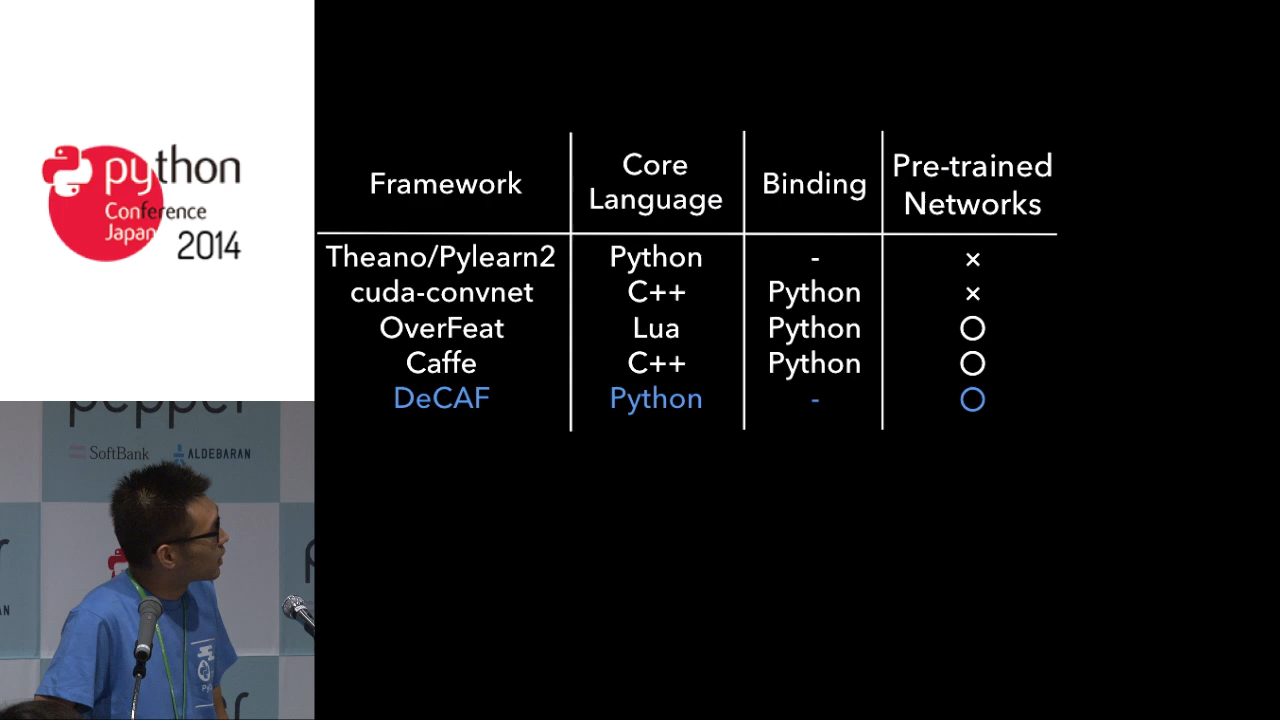 python
Conference
Japan
2014
Framework
Core
Language
Binding
Pre-trained
Networks
Theano/Pylearn2 Python - ×
cuda-convnet C++ Python ×
OverFeat Lua Python ○
Caffe C++ Python ○
DeCAF Python - ○
pepper
SoftBank ALDEBARAN